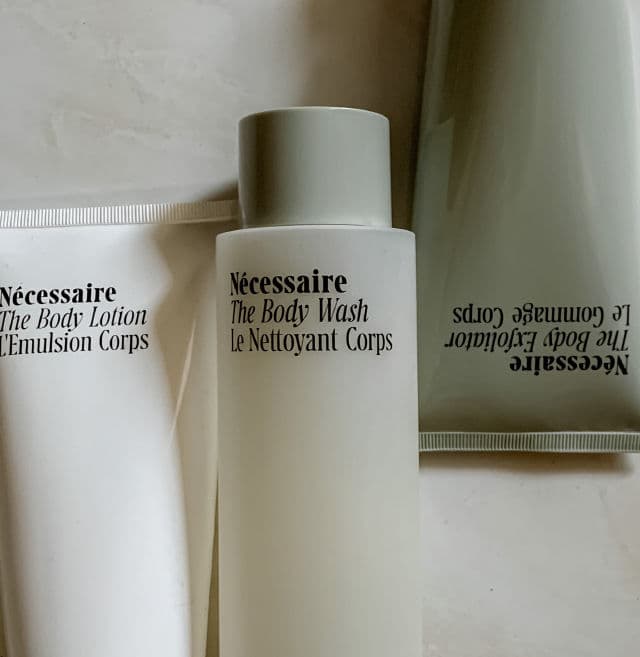 Nécessaire
The Body Lotion
L'Emulsion Corps
Nécessaire
The Body Wash
Le Nettoyant Corps
Nécessaire
The Body Exfoliator
Le Gommage Corps